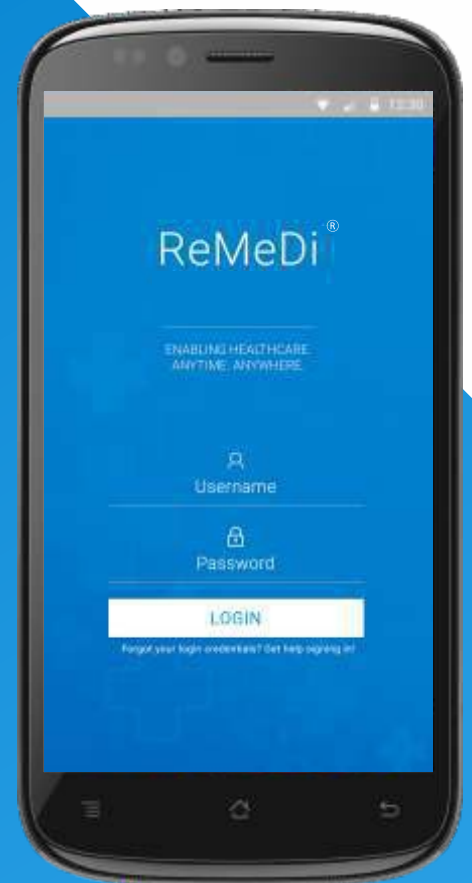 12:30
ReMeDi®
ENABLING HEALTHCARE.
ANYTIME. ANYWHERE.
Username
Password
LOGIN
Forgot your login credentials? Get help signing in!